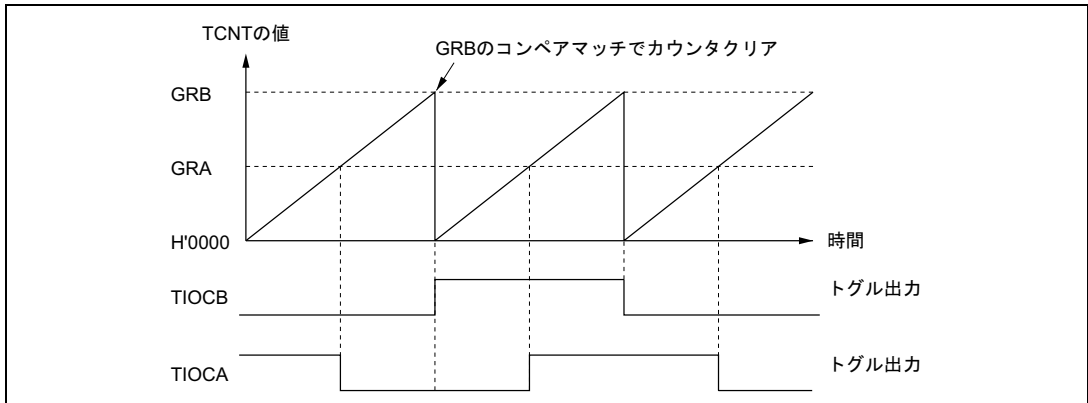 TCNTの値
GRBのコンペアマッチでカウンタクリア
GRB
GRA
H'0000
時間
TIOCB
トグル出力
TIOCA
トグル出力